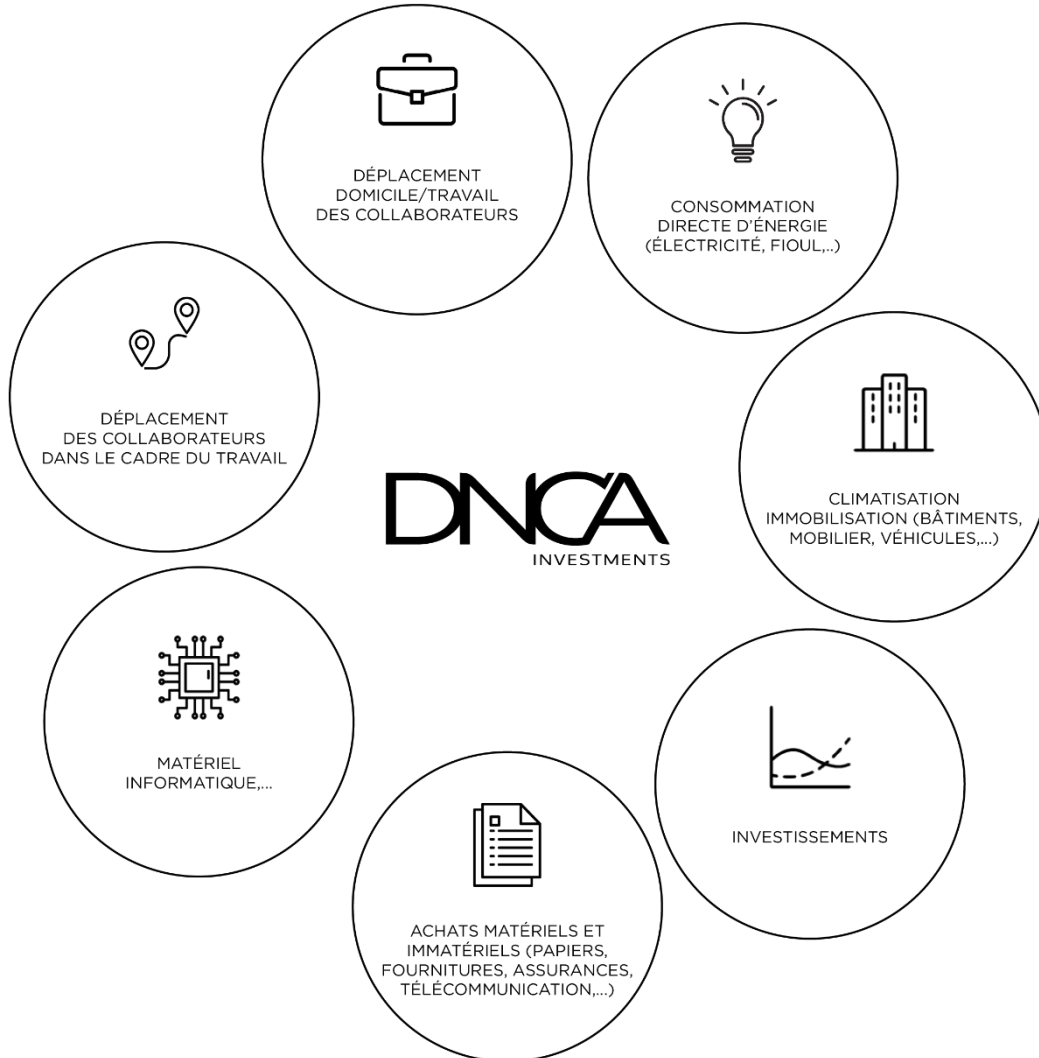 DÉPLACEMENT
DOMICILE/TRAVAIL
DES COLLABORATEURS
CONSOMMATION
DIRECTE D'ÉNERGIE
(ÉLECTRICITÉ, FIOUL,..)
DÉPLACEMENT
DES COLLABORATEURS
DANS LE CADRE DU TRAVAIL
CLIMATISATION
IMMOBILISATION (BÂTIMENTS,
MOBILIER, VÉHICULES,...)
DNCA
INVESTMENTS
MATÉRIEL
INFORMATIQUE,...
INVESTISSEMENTS
ACHATS MATÉRIELS ET
IMMATÉRIELS (PAPIERS,
FOURNITURES, ASSURANCES,
TÉLÉCOMMUNICATION,...)